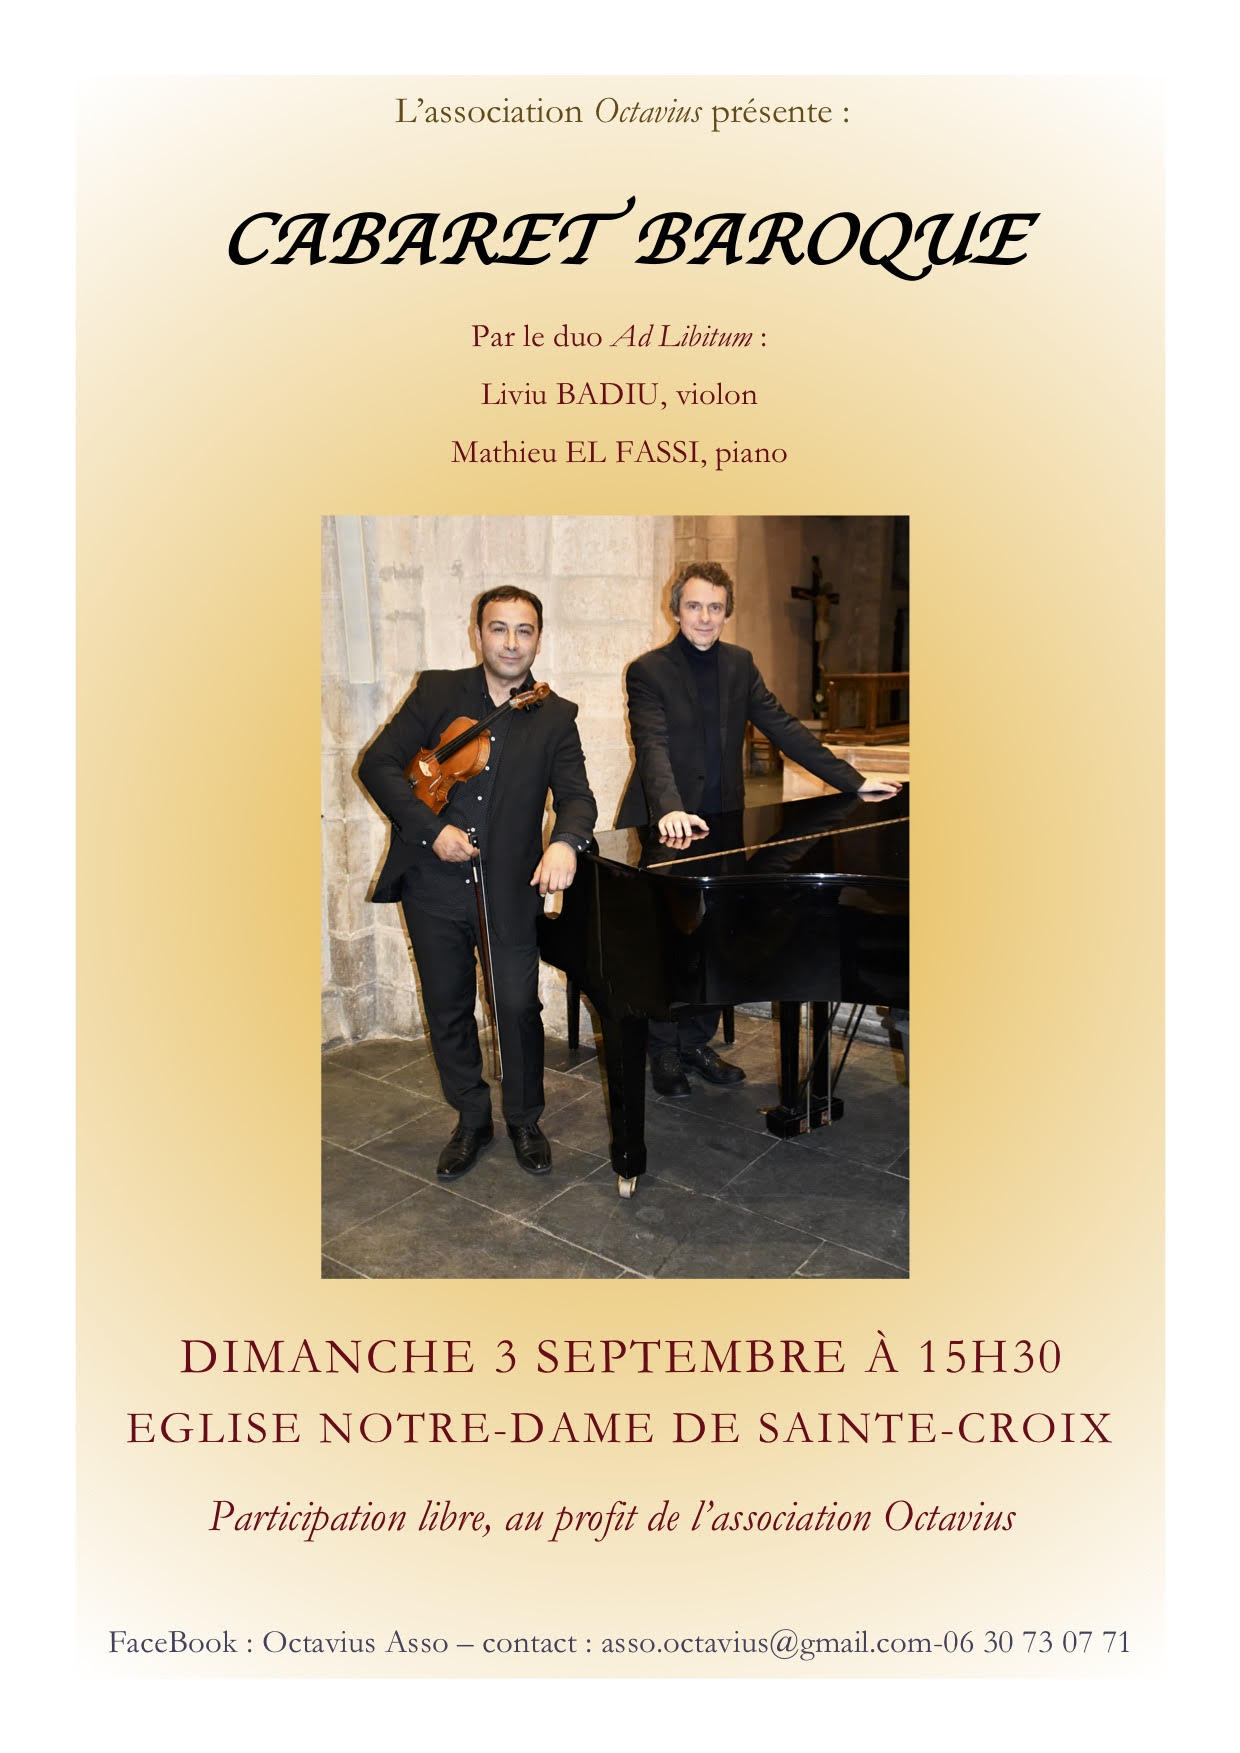 L’association Octavius présente :
CABARET BAROQUE
Par le duo Ad Libitum :
Liviu BADIU, violon
Mathieu EL FASSI, piano
DIMANCHE 3 SEPTEMBRE À 15H30
EGLISE NOTRE-DAME DE SAINTE-CROIX
Participation libre, au profit de l’association Octavius
FaceBook : Octavius Asso – contact : asso.octavius@gmail.com-06 30 73 07 71